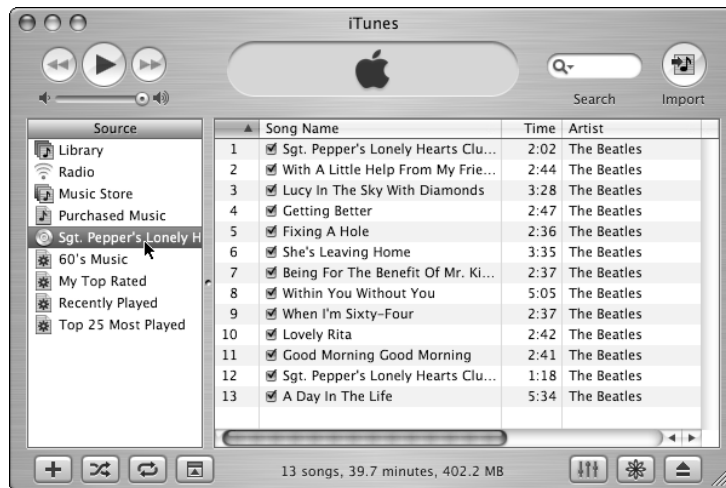 iTunes
Search
Import
Source
Library
Radio
Music Store
Purchased Music
Sgt. Pepper's Lonely H
60's Music
My Top Rated
Recently Played
Top 25 Most Played
Song Name Time Artist
1 Sgt. Pepper's Lonely Hearts Clu... 2:02 The Beatles
2 With A Little Help From My Frie... 2:44 The Beatles
3 Lucy In The Sky With Diamonds 3:28 The Beatles
4 Getting Better 2:47 The Beatles
5 Fixing A Hole 2:36 The Beatles
6 She's Leaving Home 3:35 The Beatles
7 Being For The Benefit Of Mr. Ki... 2:37 The Beatles
8 Within You Without You 5:05 The Beatles
9 When I'm Sixty-Four 2:37 The Beatles
10 Lovely Rita 2:42 The Beatles
11 Good Morning Good Morning 2:41 The Beatles
12 Sgt. Pepper's Lonely Hearts Clu... 1:18 The Beatles
13 A Day In The Life 5:34 The Beatles
13 songs, 39.7 minutes, 402.2 MB